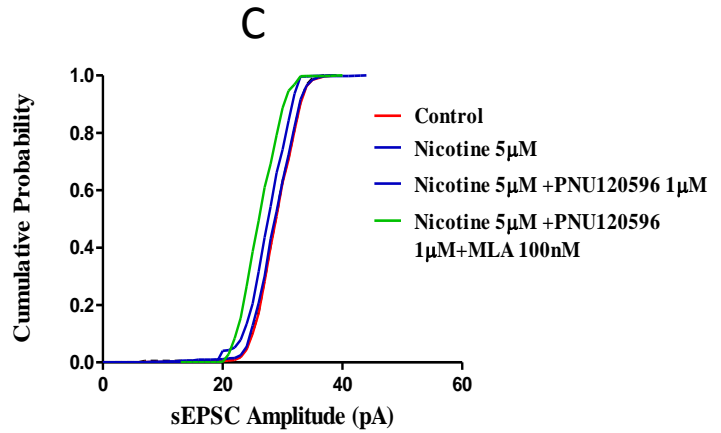 C
1.0
0.8
0.6
0.4
0.2
0.0
Cumulative Probability
0
20
40
60
sEPSC Amplitude (pA)
Control
Nicotine 5µM
Nicotine 5µM +PNU120596 1µM
Nicotine 5µM +PNU120596
1µM+MLA 100nM